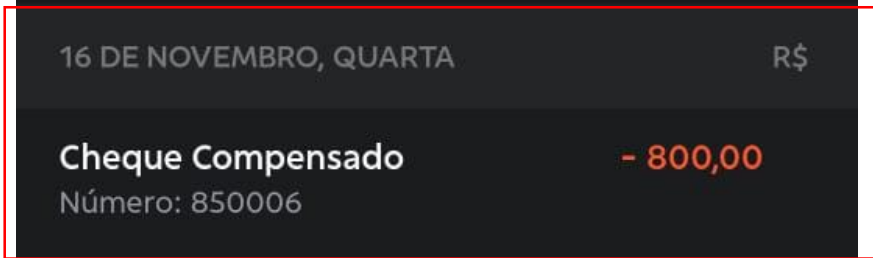 16 DE NOVEMBRO, QUARTA R$
Cheque Compensado - 800,00
Número: 850006